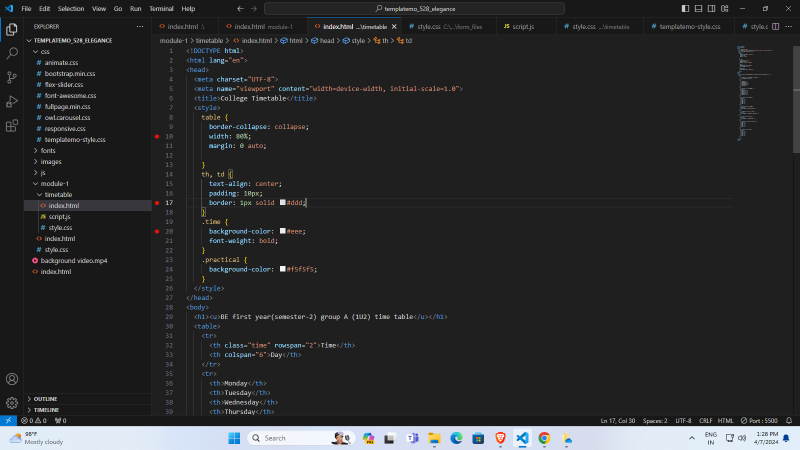 File Edit Selection View Go Run Terminal Help
templatemo_528_elegance
EXPLORER
index.html .\
index.html module-1
index.html ...\timetable
style.css C:\...\form_files
script.js
style.css ...\timetable
templatemo-style.css
style.c
module-1 > timetable > index.html > html > head > style > th > td
TEMPLATEMO_528_ELEGANCE
css
animate.css
bootstrap.min.css
flex-slider.css
font-awesome.css
fullpage.min.css
owl.carousel.css
responsive.css
templatemo-style.css
fonts
images
js
module-1
timetable
index.html
script.js
style.css
index.html
style.css
background video.mp4
index.html
OUTLINE
TIMELINE
1 <!DOCTYPE html>
2 <html lang="en">
3 <head>
4 <meta charset="UTF-8">
5 <meta name="viewport" content="width=device-width, initial-scale=1.0">
6 <title>College Timetable</title>
7 <style>
8 table {
9 border-collapse: collapse;
10 width: 80%;
11 margin: 0 auto;
12
13 }
14 th, td {
15 text-align: center;
16 padding: 10px;
17 border: 1px solid #ddd;
18 }
19 .time {
20 background-color: #eee;
21 font-weight: bold;
22 }
23 .practical {
24 background-color: #f5f5f5;
25 }
26 </style>
27 </head>
28 <body>
29 <h1><u>BE first year(semester-2) group A (1U2) time table</u></h1>
30 <table>
31 <tr>
32 <th class="time" rowspan="2">Time</th>
33 <th colspan="6">Day</th>
34 </tr>
35 <tr>
36 <th>Monday</th>
37 <th>Tuesday</th>
38 <th>Wednesday</th>
39 <th>Thursday</th>
0 0 0 Ln 17, Col 30 Spaces: 2 UTF-8 CRLF HTML Port : 5500
98°F
Mostly cloudy
Search
ENG
IN
1:28 PM
4/7/2024